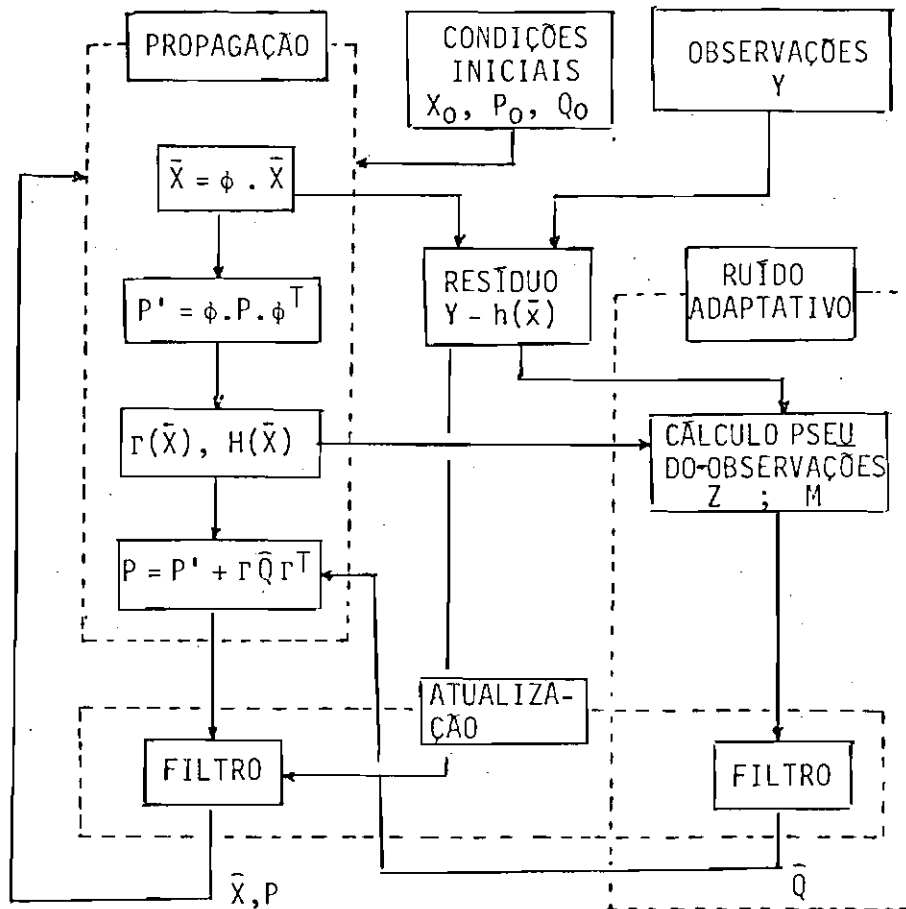 PROPAGAÇÃO
CONDIÇÕES
INICIAIS
X₀, P₀, Q₀
OBSERVAÇÕES
Y
X̄ = ϕ . X̄
P' = ϕ.P.ϕᵀ
RESÍDUO
Y - h(x̄)
RUÍDO
ADAPTATIVO
Γ(X̄), H(X̄)
CÁLCULO PSEU
DO-OBSERVAÇÕES
Z ; M
P = P' + Γ Q̄ Γᵀ
ATUALIZA-
ÇÃO
FILTRO
FILTRO
X̄,P
Q̄